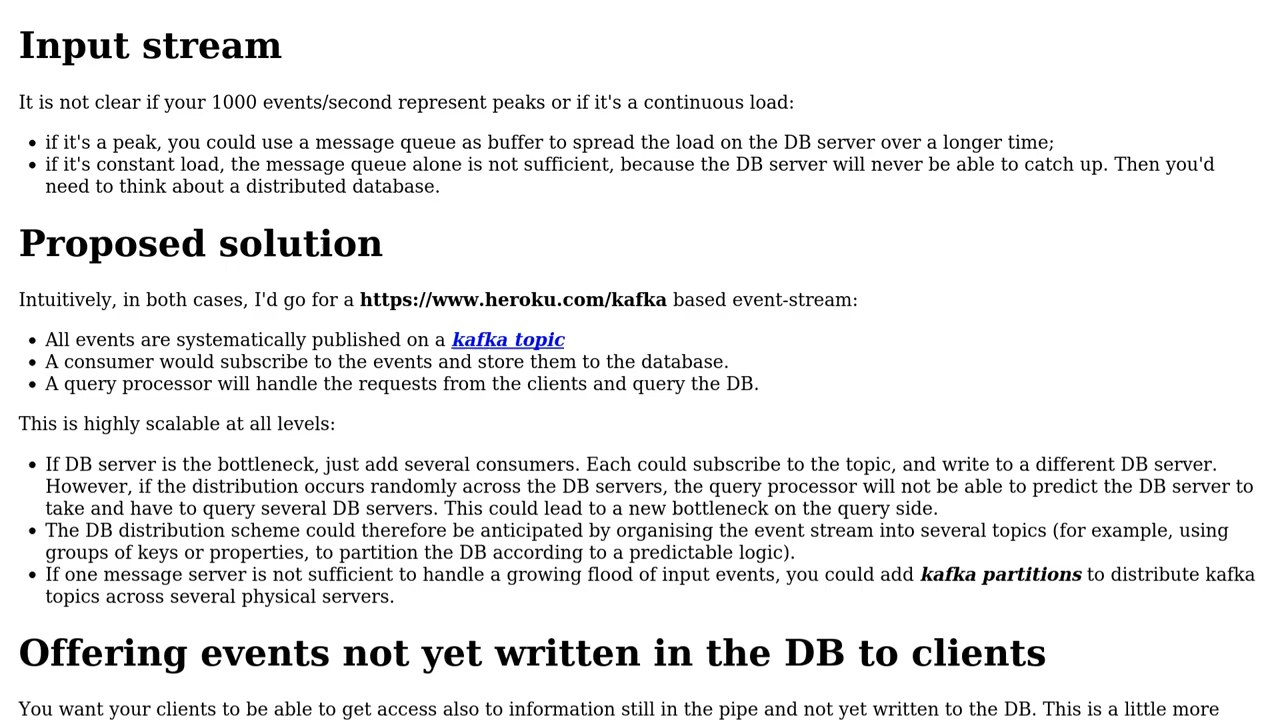 Input stream
It is not clear if your 1000 events/second represent peaks or if it's a continuous load:
• if it's a peak, you could use a message queue as buffer to spread the load on the DB server over a longer time;
• if it's constant load, the message queue alone is not sufficient, because the DB server will never be able to catch up. Then you'd
need to think about a distributed database.
Proposed solution
Intuitively, in both cases, I'd go for a https://www.heroku.com/kafka based event-stream:
• All events are systematically published on a kafka topic
• A consumer would subscribe to the events and store them to the database.
• A query processor will handle the requests from the clients and query the DB.
This is highly scalable at all levels:
• If DB server is the bottleneck, just add several consumers. Each could subscribe to the topic, and write to a different DB server.
However, if the distribution occurs randomly across the DB servers, the query processor will not be able to predict the DB server to
take and have to query several DB servers. This could lead to a new bottleneck on the query side.
• The DB distribution scheme could therefore be anticipated by organising the event stream into several topics (for example, using
groups of keys or properties, to partition the DB according to a predictable logic).
• If one message server is not sufficient to handle a growing flood of input events, you could add kafka partitions to distribute kafka
topics across several physical servers.
Offering events not yet written in the DB to clients
You want your clients to be able to get access also to information still in the pipe and not yet written to the DB. This is a little more